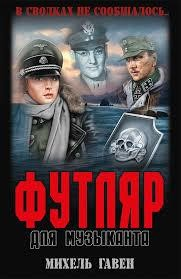 В СВОДКАХ НЕ СООБЩАЛОСЬ...
ФУТЛЯР
ДЛЯ МУЗЫКАНТА
МИХЕЛЬ ГАВЕН